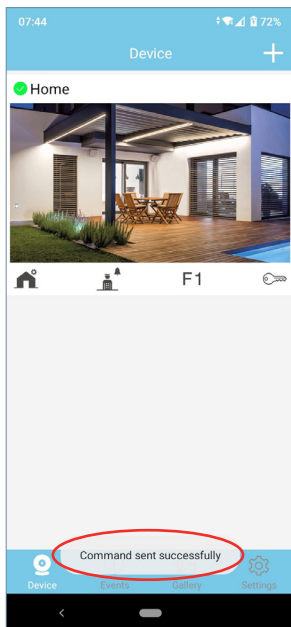 07:44 72%
Device
Home
F1
Command sent successfully
Device Events Gallery Settings